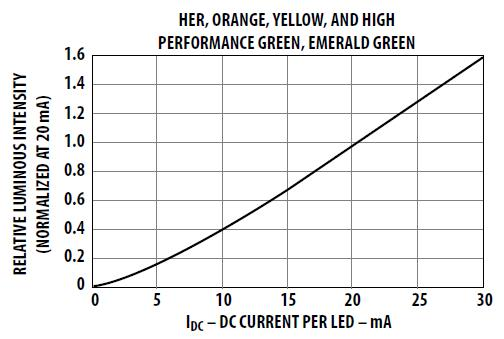 HER, ORANGE, YELLOW, AND HIGH
PERFORMANCE GREEN, EMERALD GREEN
RELATIVE LUMINOUS INTENSITY
(NORMALIZED AT 20 mA)
1.6
1.4
1.2
1.0
0.8
0.6
0.4
0.2
0
0 5 10 15 20 25 30
IDC – DC CURRENT PER LED – mA